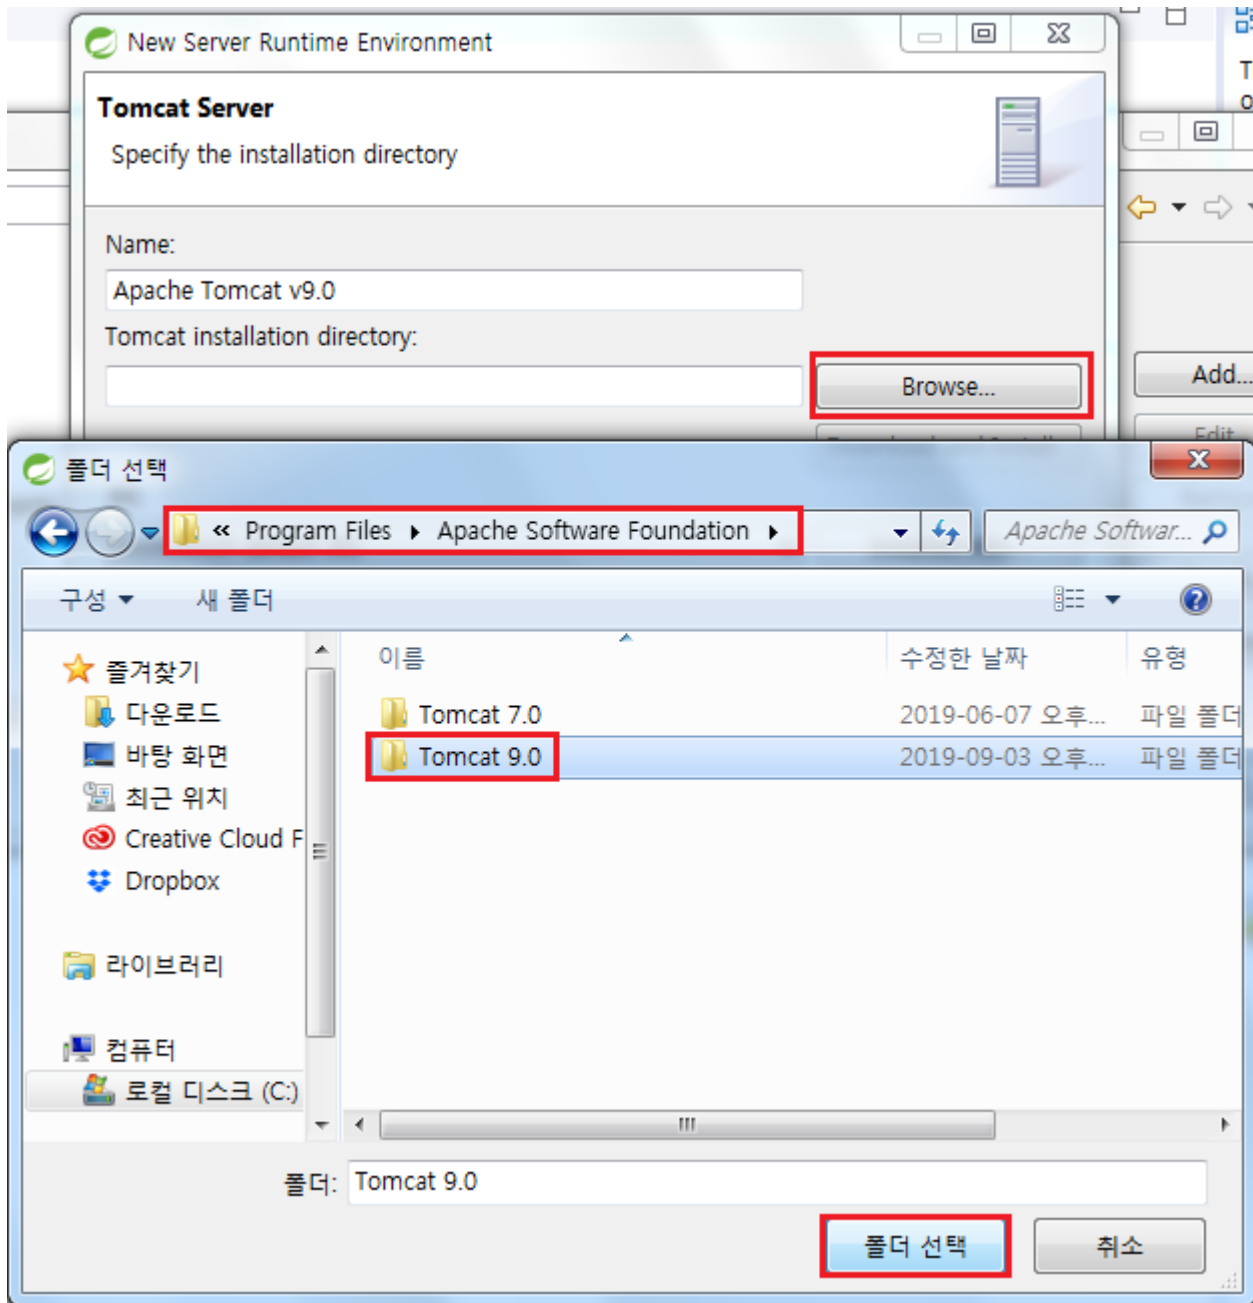 New Server Runtime Environment
Tomcat Server
Specify the installation directory
Name:
Apache Tomcat v9.0
Tomcat installation directory:
Browse...
Add...
Edit
폴더 선택
« Program Files ▸ Apache Software Foundation ▸
Apache Softwar...
구성
새 폴더
즐겨찾기
다운로드
바탕 화면
최근 위치
Creative Cloud F
Dropbox
라이브러리
컴퓨터
로컬 디스크 (C:)
이름 수정한 날짜 유형
Tomcat 7.0 2019-06-07 오후... 파일 폴더
Tomcat 9.0 2019-09-03 오후... 파일 폴더
폴더: Tomcat 9.0
폴더 선택 취소